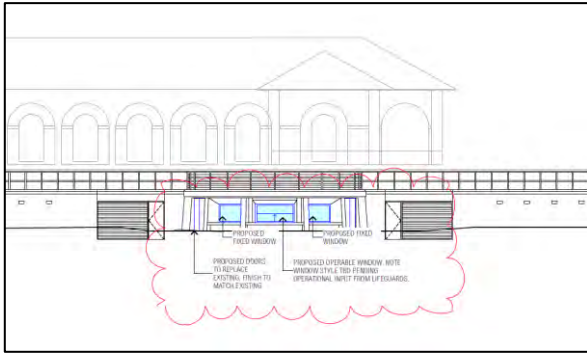 PROPOSED
FIXED WINDOW
PROPOSED FIXED
WINDOW
PROPOSED DOORS
TO REPLACE
EXISTING, FINISH TO
MATCH EXISTING
PROPOSED OPERABLE WINDOW, NOTE
WINDOW STYLE TBD PENDING
OPERATIONAL INPUT FROM LIFEGUARDS.